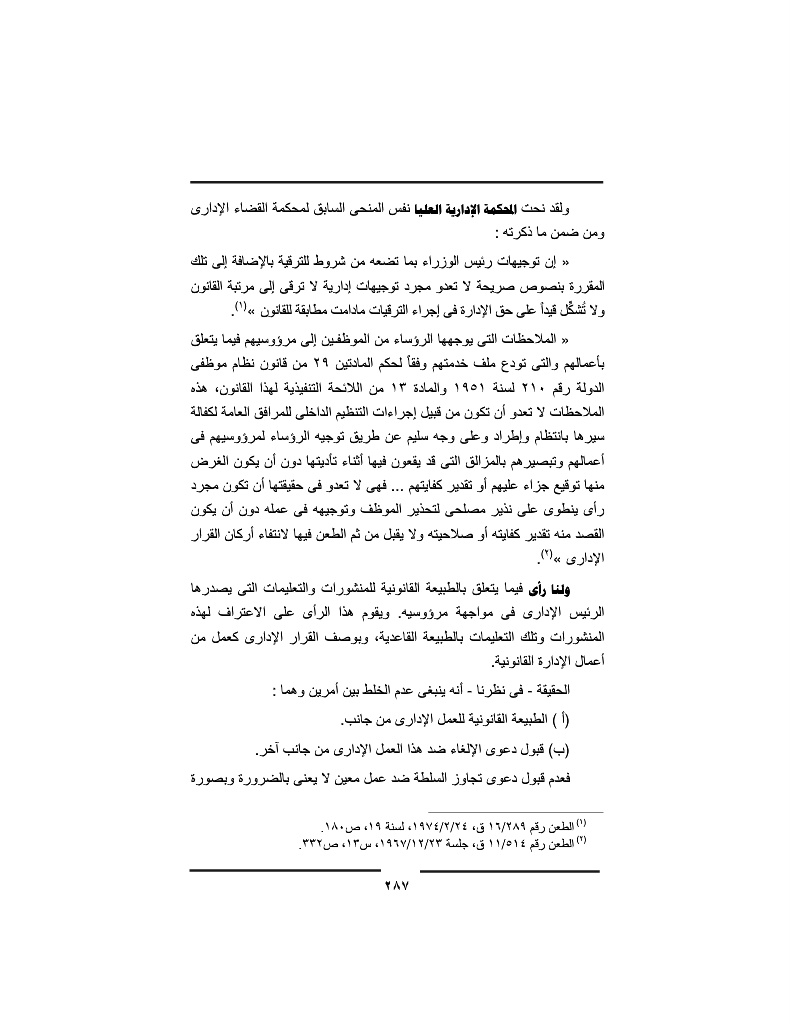 ولقد نحت المحكمة الإدارية العليا نفس المنحى السابق لمحكمة القضاء الإدارى
ومن ضمن ما ذكرته :
« إن توجيهات رئيس الوزراء بما تضعه من شروط للترقية بالإضافة إلى تلك
المقررة بنصوص صريحة لا تعدو مجرد توجيهات إدارية لا ترقى إلى مرتبة القانون
ولا تُشكِّل قيداً على حق الإدارة فى إجراء الترقيات مادامت مطابقة للقانون »(١).
« الملاحظات التى يوجهها الرؤساء من الموظفـين إلى مرؤوسيهم فيما يتعلق
بأعمالهم والتى تودع ملف خدمتهم وفقاً لحكم المادتين ٢٩ من قانون نظام موظفى
الدولة رقم ٢١٠ لسنة ١٩٥١ والمادة ١٣ من اللائحة التنفيذية لهذا القانون، هذه
الملاحظات لا تعدو أن تكون من قبيل إجراءات التنظيم الداخلى للمرافق العامة لكفالة
سيرها بانتظام وإطراد وعلى وجه سليم عن طريق توجيه الرؤساء لمرؤوسيهم فى
أعمالهم وتبصيرهم بالمزالق التى قد يقعون فيها أثناء تأديتها دون أن يكون الغرض
منها توقيع جزاء عليهم أو تقدير كفايتهم ... فهى لا تعدو فى حقيقتها أن تكون مجرد
رأى ينطوى على نذير مصلحى لتحذير الموظف وتوجيهه فى عمله دون أن يكون
القصد منه تقدير كفايته أو صلاحيته ولا يقبل من ثم الطعن فيها لانتفاء أركان القرار
الإدارى »(٢).
ولنا رأى فيما يتعلق بالطبيعة القانونية للمنشورات والتعليمات التى يصدرها
الرئيس الإدارى فى مواجهة مرؤوسيه. ويقوم هذا الرأى على الاعتراف لهذه
المنشورات وتلك التعليمات بالطبيعة القاعدية، وبوصف القرار الإدارى كعمل من
أعمال الإدارة القانونية.
الحقيقة - فى نظرنا - أنه ينبغى عدم الخلط بين أمرين وهما :
(أ ) الطبيعة القانونية للعمل الإدارى من جانب.
(ب) قبول دعوى الإلغاء ضد هذا العمل الإدارى من جانب آخر.
فعدم قبول دعوى تجاوز السلطة ضد عمل معين لا يعنى بالضرورة وبصورة
(١) الطعن رقم ١٦/٢٨٩ ق، ١٩٧٤/٢/٢٤، لسنة ١٩، ص١٨٠.
(٢) الطعن رقم ١١/٥١٤ ق، جلسة ١٩٦٧/١٢/٢٣، س١٣، ص٣٣٢.
٢٨٧